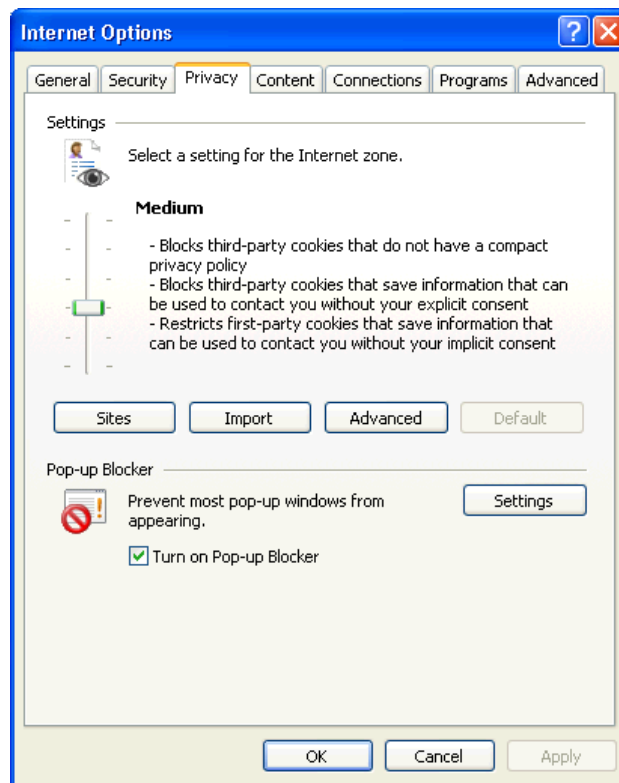 Internet Options
General Security Privacy Content Connections Programs Advanced
Settings
Select a setting for the Internet zone.
Medium
- Blocks third-party cookies that do not have a compact
privacy policy
- Blocks third-party cookies that save information that can
be used to contact you without your explicit consent
- Restricts first-party cookies that save information that
can be used to contact you without your implicit consent
Sites Import Advanced Default
Pop-up Blocker
Prevent most pop-up windows from
appearing.
Settings
Turn on Pop-up Blocker
OK Cancel Apply